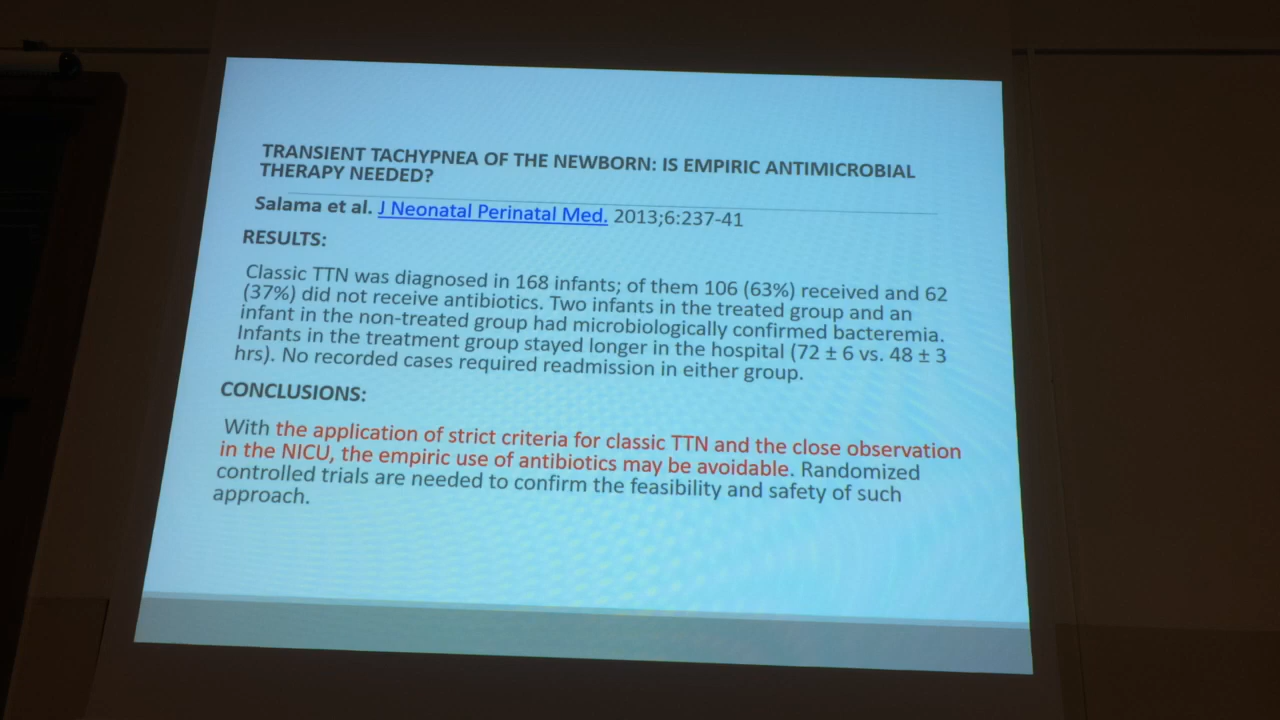 TRANSIENT TACHYPNEA OF THE NEWBORN: IS EMPIRIC ANTIMICROBIAL
THERAPY NEEDED?
Salama et al. J Neonatal Perinatal Med. 2013;6:237-41
RESULTS:
Classic TTN was diagnosed in 168 infants; of them 106 (63%) received and 62
(37%) did not receive antibiotics. Two infants in the treated group and an
infant in the non-treated group had microbiologically confirmed bacteremia.
Infants in the treatment group stayed longer in the hospital (72 ± 6 vs. 48 ± 3
hrs). No recorded cases required readmission in either group.
CONCLUSIONS:
With the application of strict criteria for classic TTN and the close observation
in the NICU, the empiric use of antibiotics may be avoidable. Randomized
controlled trials are needed to confirm the feasibility and safety of such
approach.